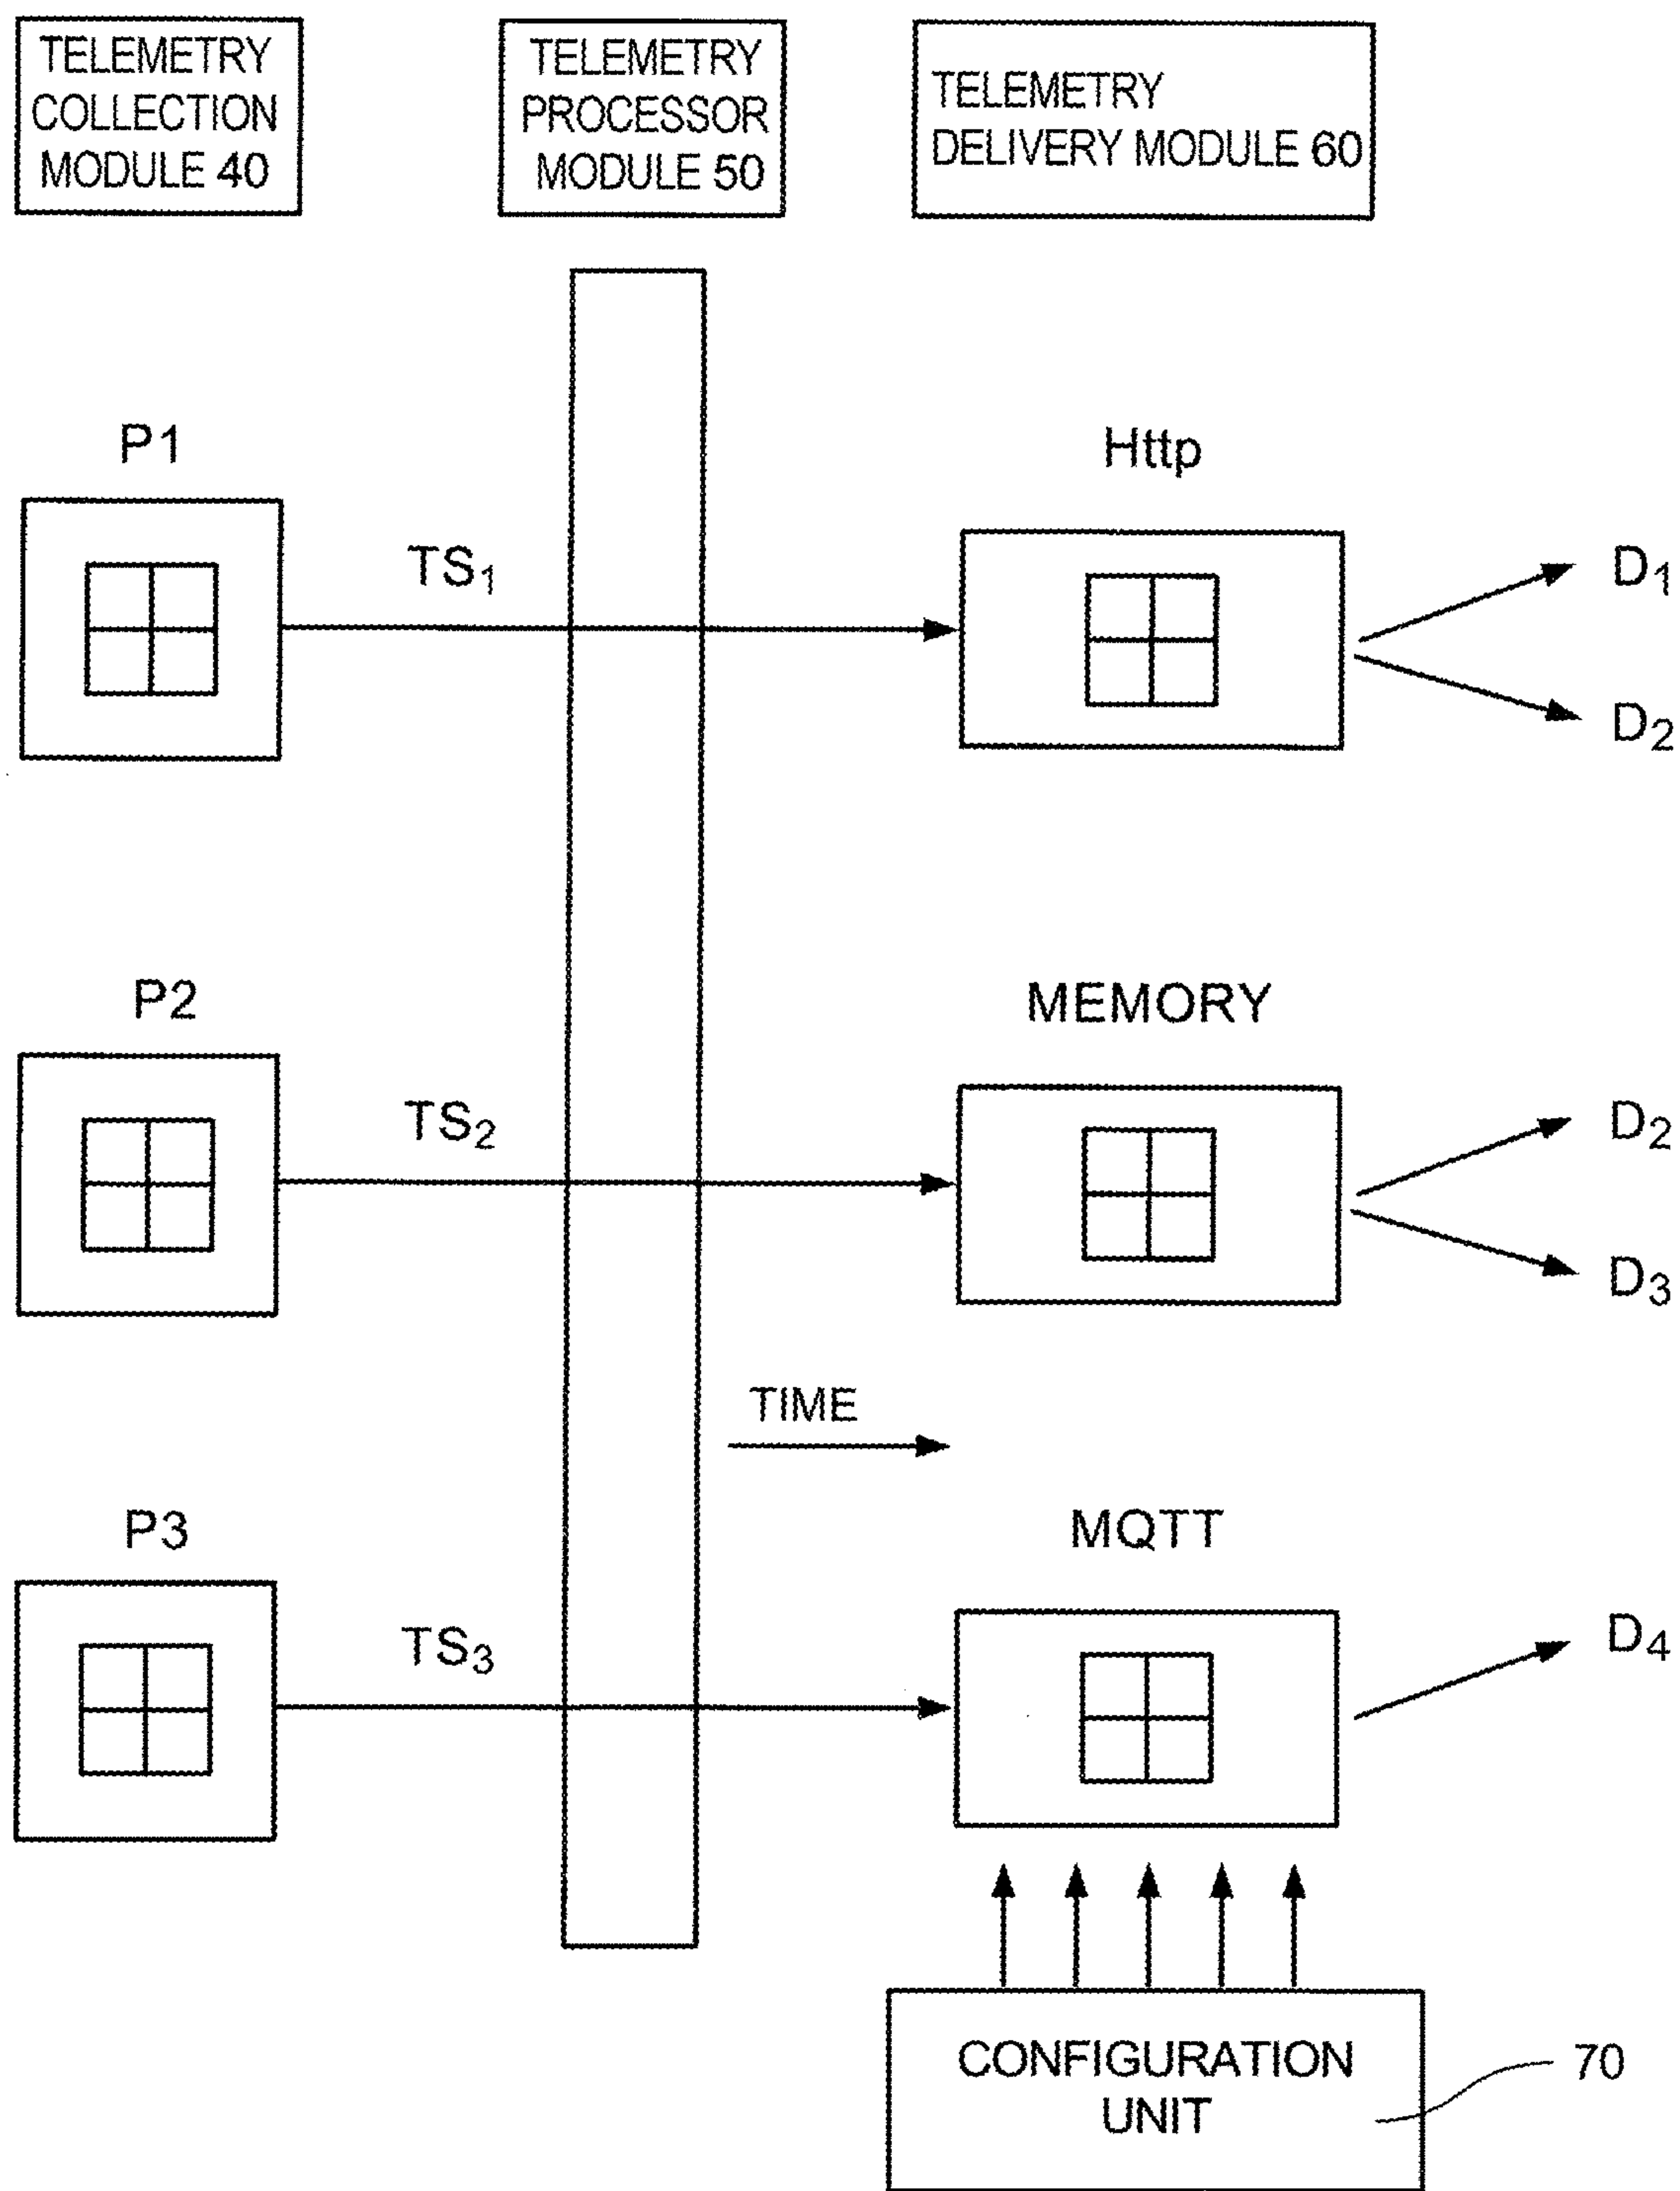 TELEMETRY
COLLECTION
MODULE 40
TELEMETRY
PROCESSOR
MODULE 50
TELEMETRY
DELIVERY MODULE 60
P1
Http
TS1
D1
D2
P2
MEMORY
TS2
D2
D3
TIME
P3
MQTT
TS3
D4
CONFIGURATION
UNIT
70